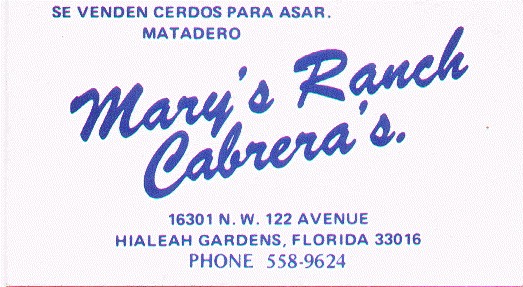 SE VENDEN CERDOS PARA ASAR.
MATADERO
Mary's Ranch
Cabrera's.
16301 N. W. 122 AVENUE
HIALEAH GARDENS, FLORIDA 33016
PHONE 558-9624